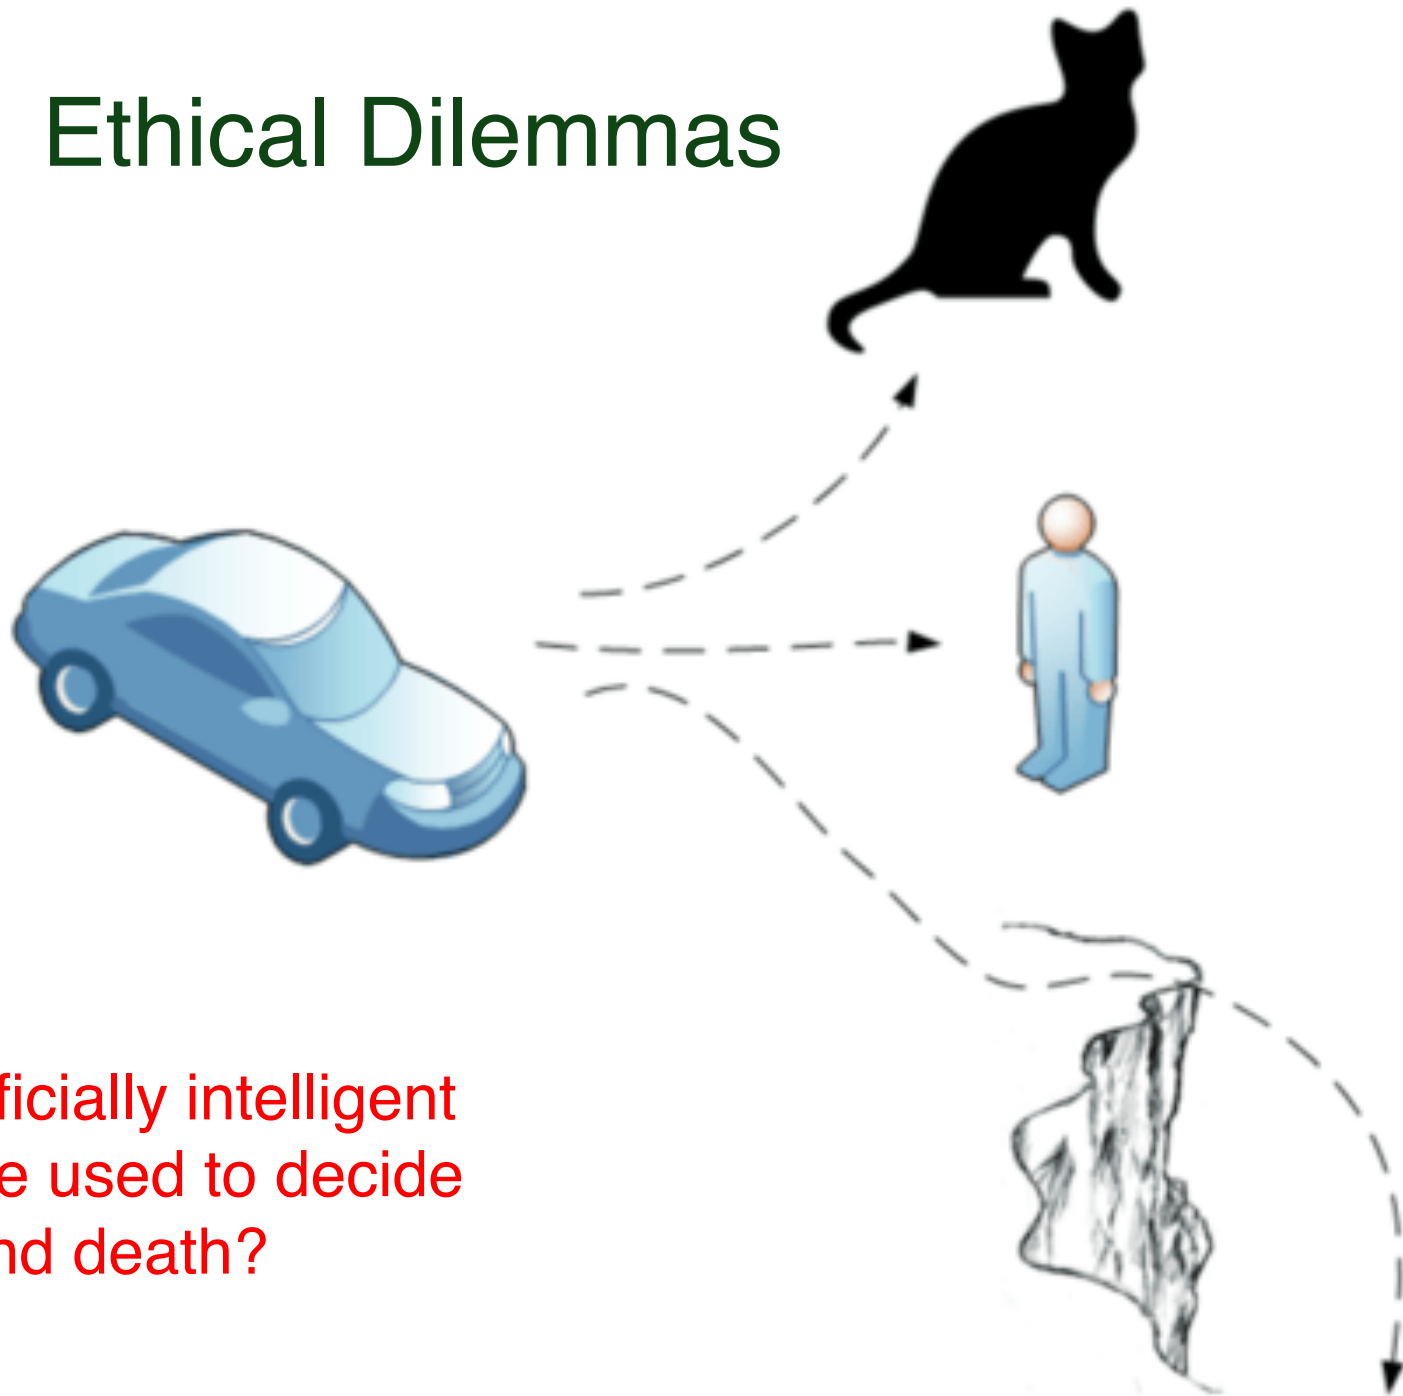 Ethical Dilemmas
ficially intelligent
e used to decide
nd death?